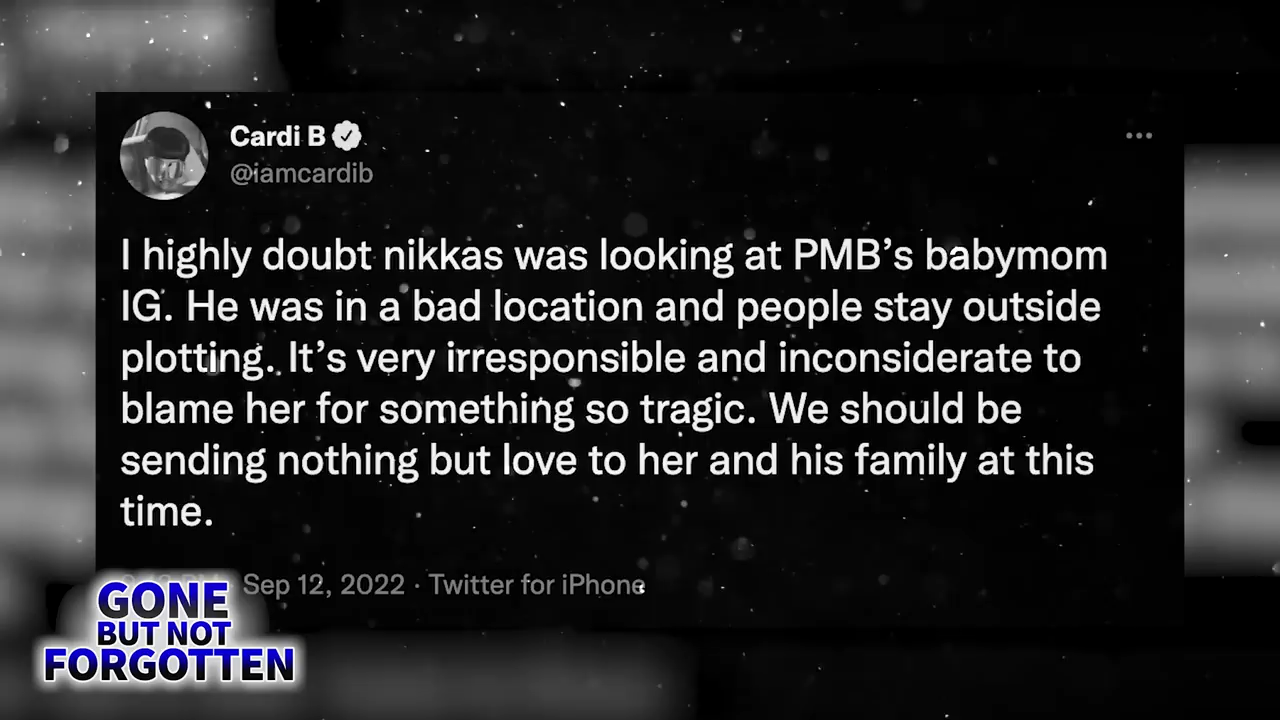 Cardi B
@iamcardib
I highly doubt nikkas was looking at PMB’s babymom
IG. He was in a bad location and people stay outside
plotting. It’s very irresponsible and inconsiderate to
blame her for something so tragic. We should be
sending nothing but love to her and his family at this
time.
Sep 12, 2022 · Twitter for iPhone
GONE
BUT NOT
FORGOTTEN